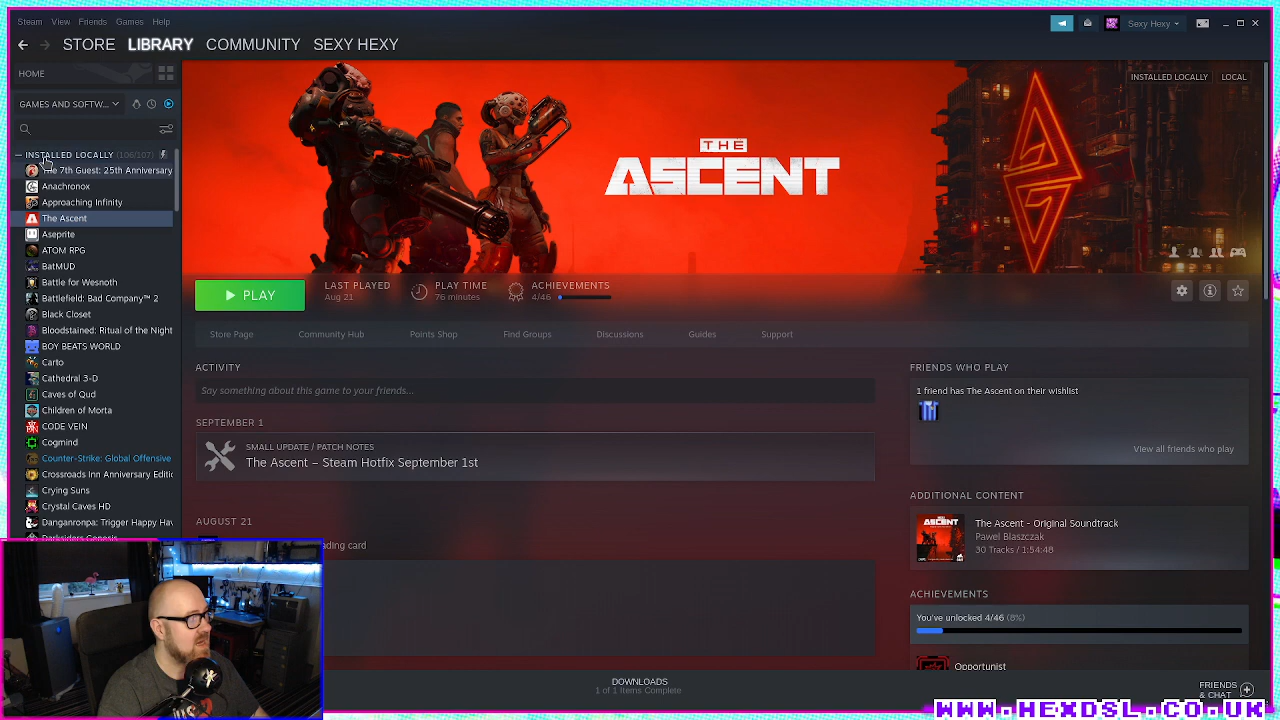 Steam View Friends Games Help
Sexy Hexy
STORE LIBRARY COMMUNITY SEXY HEXY
HOME
INSTALLED LOCALLY LOCAL
GAMES AND SOFTW...
INSTALLED LOCALLY (106/107)
7th Guest: 25th Anniversary
Anachronox
Approaching Infinity
The Ascent
Aseprite
ATOM RPG
BatMUD
Battle for Wesnoth
Battlefield: Bad Company™ 2
Black Closet
Bloodstained: Ritual of the Night
BOY BEATS WORLD
Carto
Cathedral 3-D
Caves of Qud
Children of Morta
CODE VEIN
Cogmind
Counter-Strike: Global Offensive
Crossroads Inn Anniversary Editio
Crying Suns
Crystal Caves HD
Danganronpa: Trigger Happy Hav
Darksiders Genesis
THE
ASCENT
PLAY
LAST PLAYED
Aug 21
PLAY TIME
76 minutes
ACHIEVEMENTS
4/46
Store Page Community Hub Points Shop Find Groups Discussions Guides Support
ACTIVITY
Say something about this game to your friends...
SEPTEMBER 1
SMALL UPDATE / PATCH NOTES
The Ascent – Steam Hotfix September 1st
AUGUST 21
card
FRIENDS WHO PLAY
1 friend has The Ascent on their wishlist
View all friends who play
ADDITIONAL CONTENT
The Ascent - Original Soundtrack
Pawel Blaszczak
30 Tracks / 1:54:48
ACHIEVEMENTS
You've unlocked 4/46 (8%)
Opportunist
DOWNLOADS
1 of 1 Items Complete
FRIENDS
& CHAT
WWW.HEXDSL.CO.UK